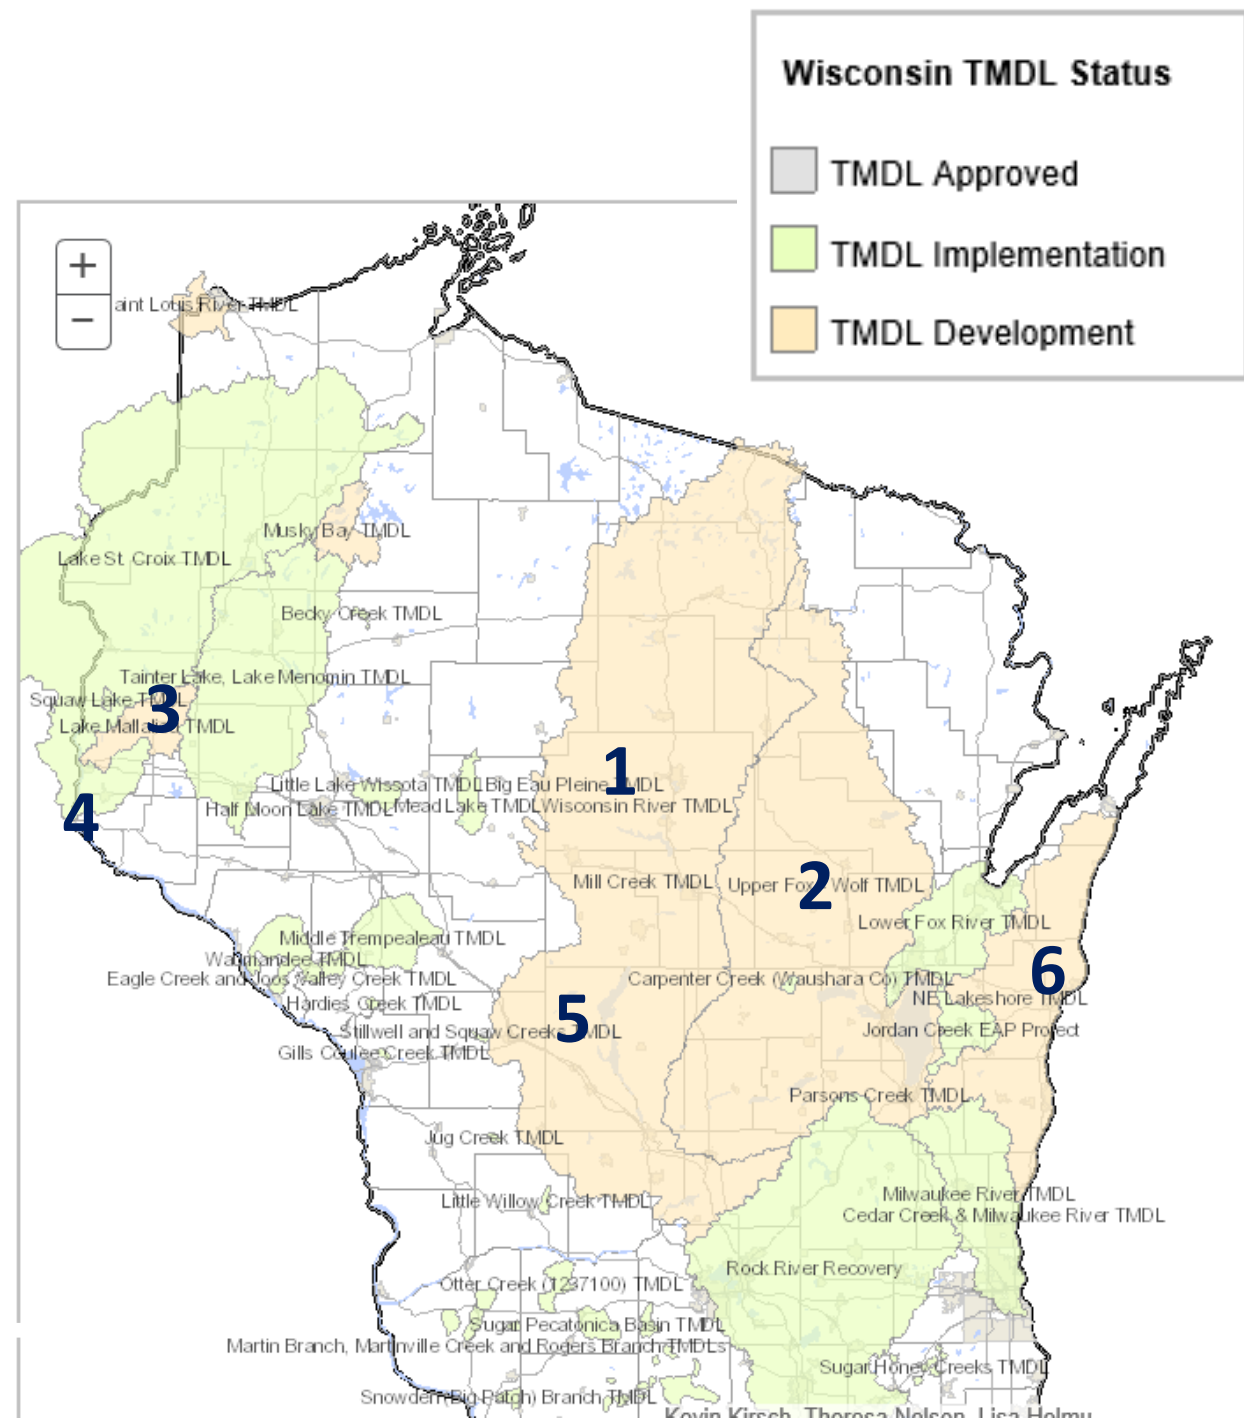 Wisconsin TMDL Status
TMDL Approved
TMDL Implementation
TMDL Development
+
−
aint Louis River TMDL
Musky Bay TMDL
Lake St. Croix TMDL
Becky Creek TMDL
Tainter Lake, Lake Menomin TMDL
Squaw Lake TMDL
3
Lake Mallalieu TMDL
1
Little Lake Wissota TMDL Big Eau Pleine TMDL
4
Half Moon Lake TMDL Mead Lake TMDL Wisconsin River TMDL
Mill Creek TMDL
2
Upper Fox Wolf TMDL
Lower Fox River TMDL
Middle Trempealeau TMDL
Waumandee TMDL
6
Eagle Creek and Joos Valley Creek TMDL
Carpenter Creek (Waushara Co) TMDL
NE Lakeshore TMDL
Hardies Creek TMDL
5
Stillwell and Squaw Creeks TMDL
Jordan Creek EAP Project
Gills Coulee Creek TMDL
Parsons Creek TMDL
Jug Creek TMDL
Milwaukee River TMDL
Little Willow Creek TMDL
Cedar Creek & Milwaukee River TMDL
Rock River Recovery
Otter Creek (1237100) TMDL
Sugar Pecatonica Basin TMDL
Martin Branch, Martinville Creek and Rogers Branch TMDLs
Sugar Honey Creeks TMDL
Snowden (Big Patch) Branch TMDL
Kevin Kirsch, Theresa Nelson, Lisa Helmu